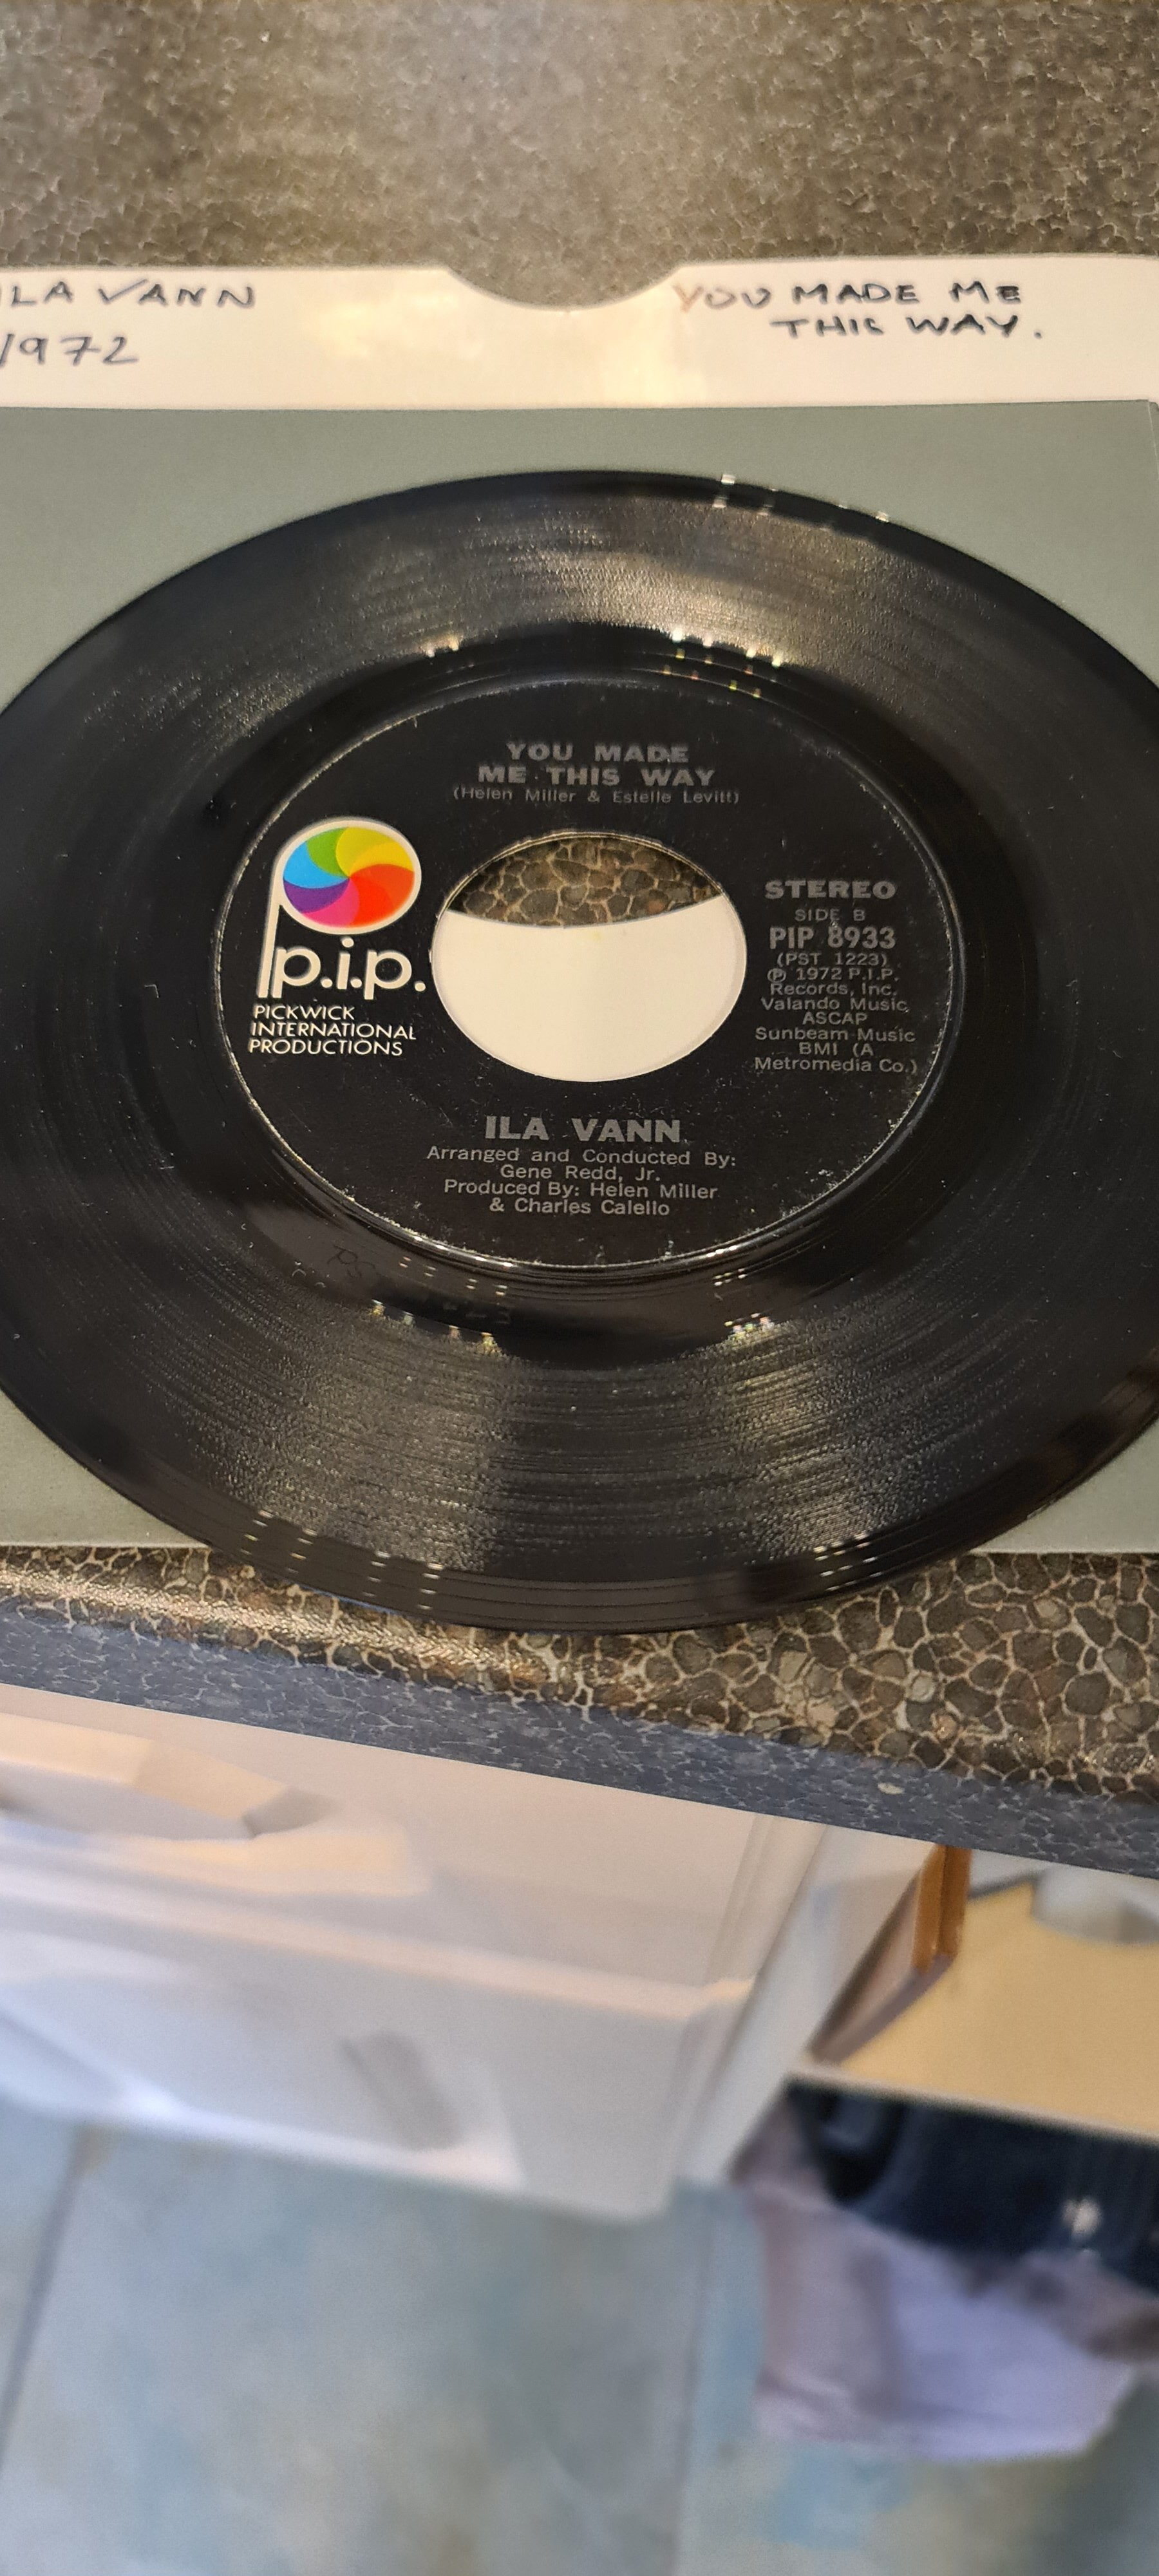 ILA VANN
1972
YOU MADE ME
THIS WAY.
YOU MADE
ME THIS WAY
(Helen Miller & Estelle Levitt)
p.i.p.
PICKWICK
INTERNATIONAL
PRODUCTIONS
STEREO
SIDE B
PIP 8933
(PST 1223)
℗ 1972 P.I.P.
Records, Inc.
Valando Music
ASCAP
Sunbeam Music
BMI (A
Metromedia Co.)
ILA VANN
Arranged and Conducted By:
Gene Redd, Jr.
Produced By: Helen Miller
& Charles Calello